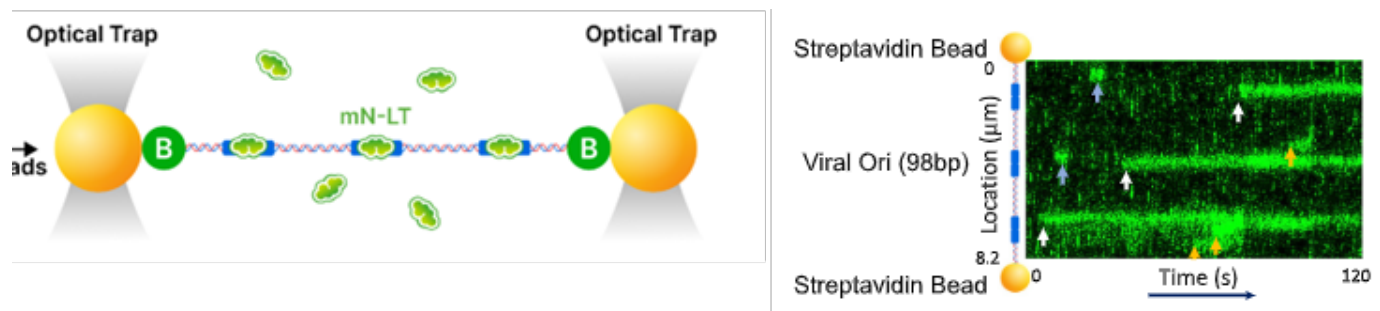 Optical Trap
Optical Trap
mN-LT
B
B
ads
Streptavidin Bead
0
Location (μm)
Viral Ori (98bp)
8.2
Streptavidin Bead
0
Time (s)
120